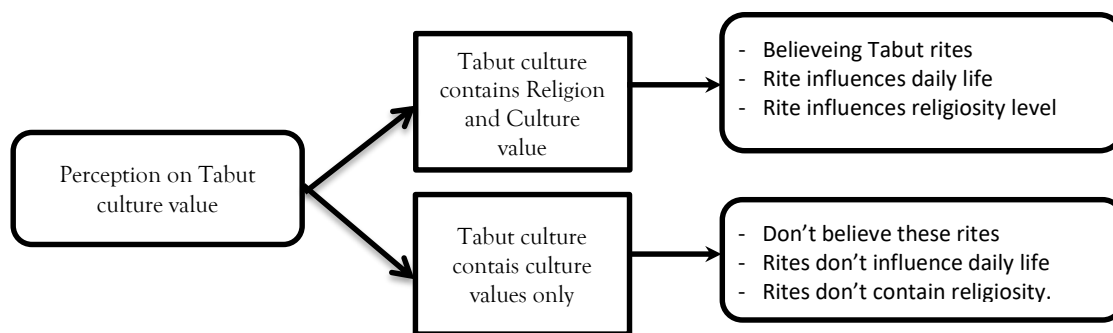 Perception on Tabut
culture value
Tabut culture
contains Religion
and Culture
value
- Believeing Tabut rites
- Rite influences daily life
- Rite influences religiosity level
Tabut culture
contais culture
values only
- Don’t believe these rites
- Rites don’t influence daily life
- Rites don’t contain religiosity.